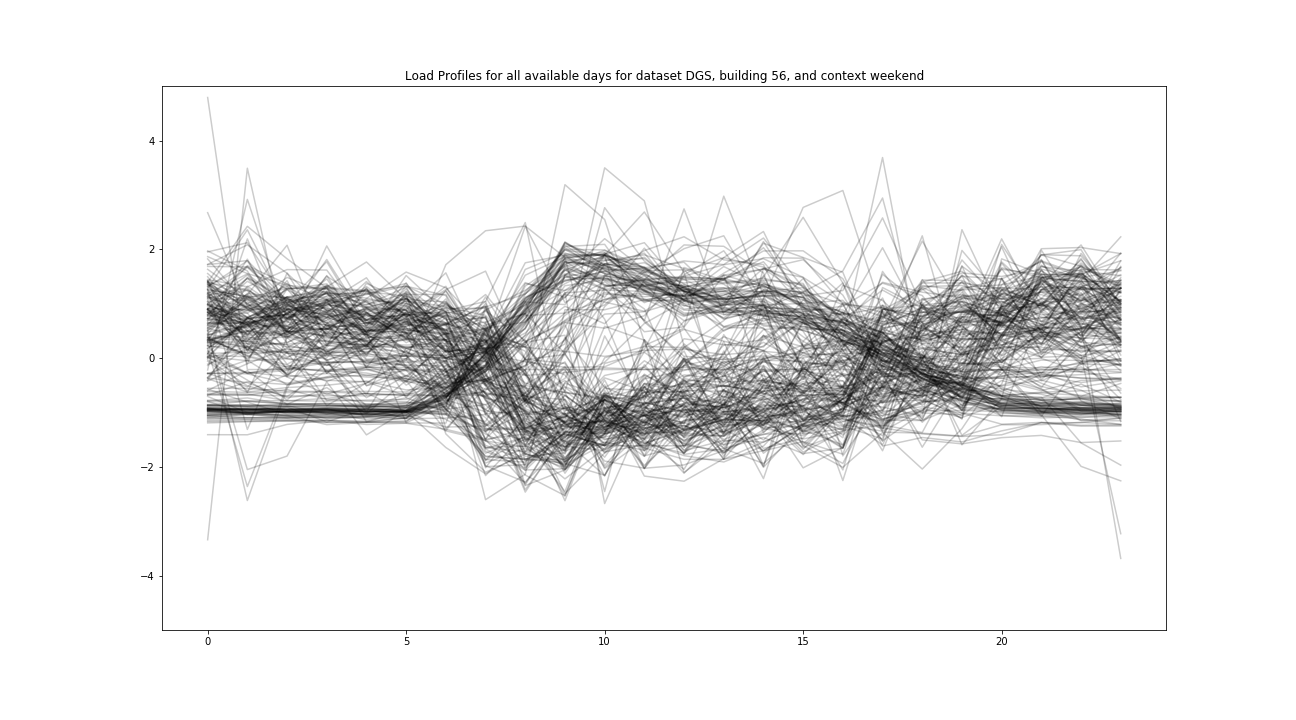 Load Profiles for all available days for dataset DGS, building 56, and context weekend
4
2
0
−2
−4
0 5 10 15 20